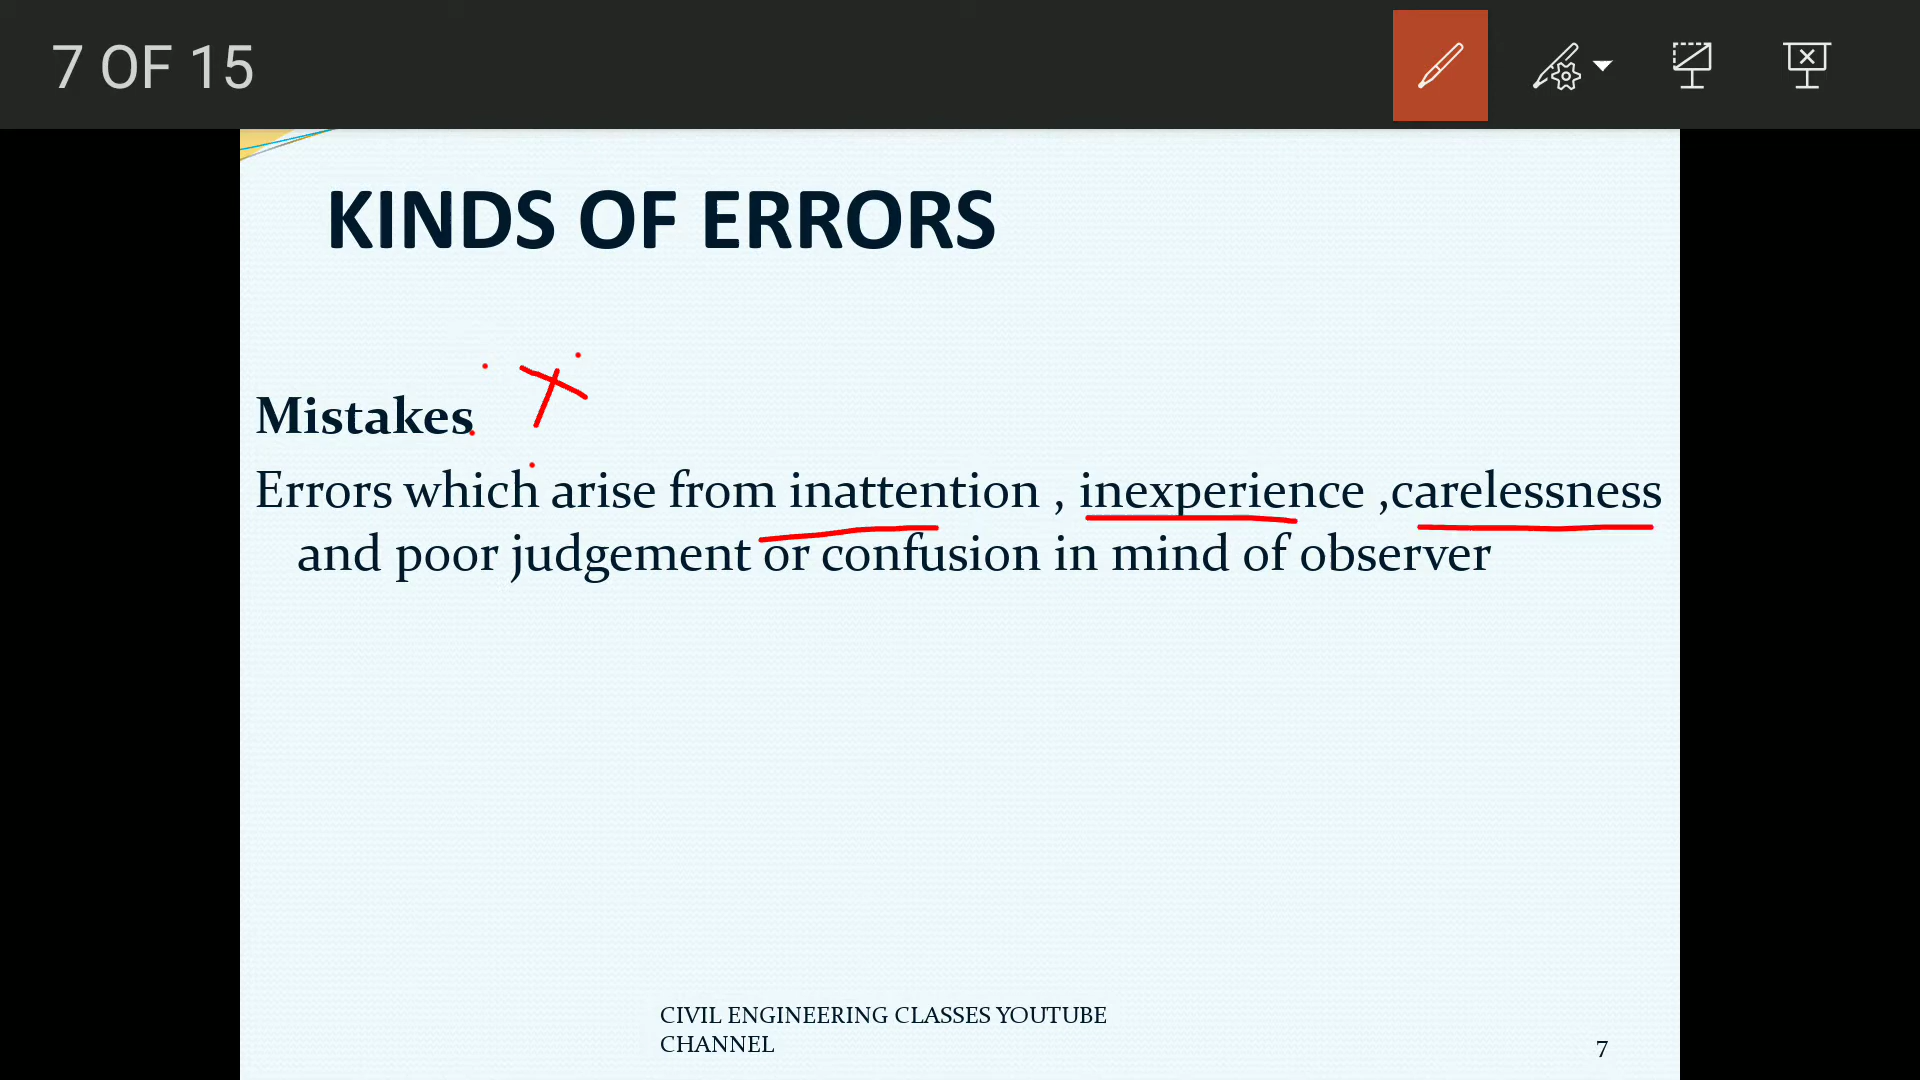 7 OF 15
KINDS OF ERRORS
Mistakes
Errors which arise from inattention , inexperience ,carelessness
and poor judgement or confusion in mind of observer
CIVIL ENGINEERING CLASSES YOUTUBE
CHANNEL
7